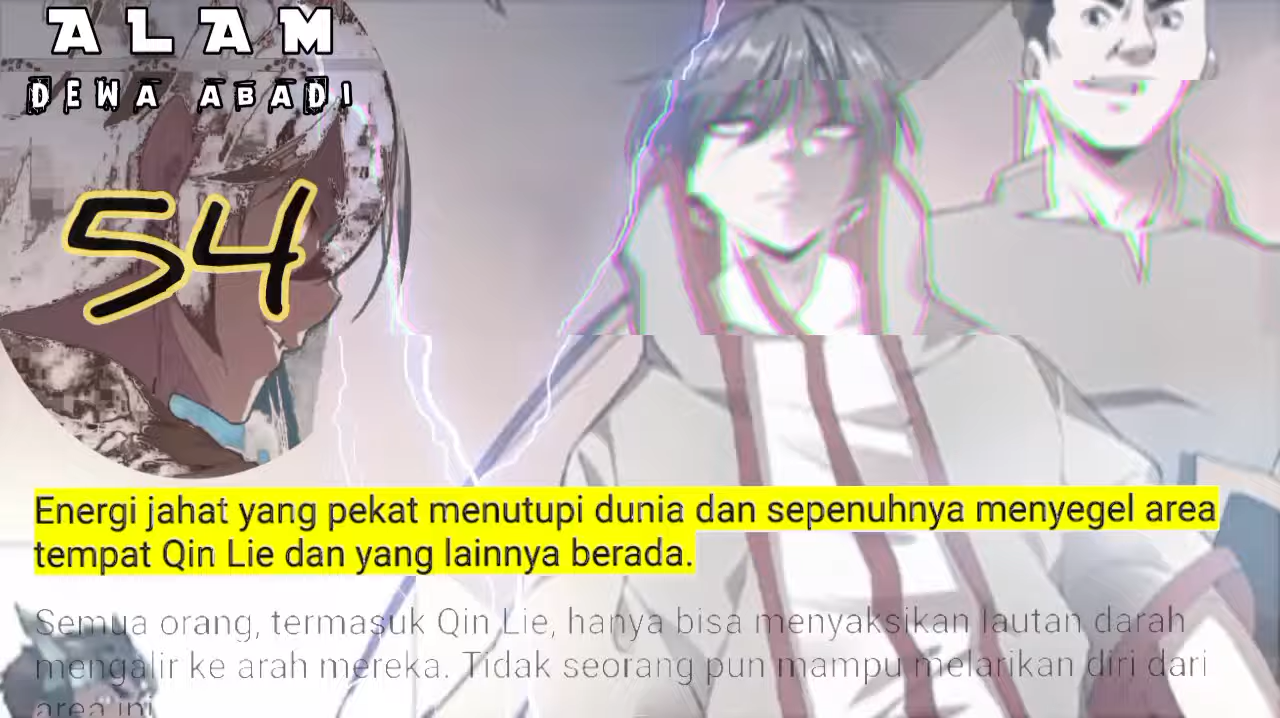 ALAM
DEWA ABADI
54
Energi jahat yang pekat menutupi dunia dan sepenuhnya menyegel area
tempat Qin Lie dan yang lainnya berada.
Semua orang, termasuk Qin Lie, hanya bisa menyaksikan lautan darah
mengalir ke arah mereka. Tidak seorang pun mampu melarikan diri dari
area ini